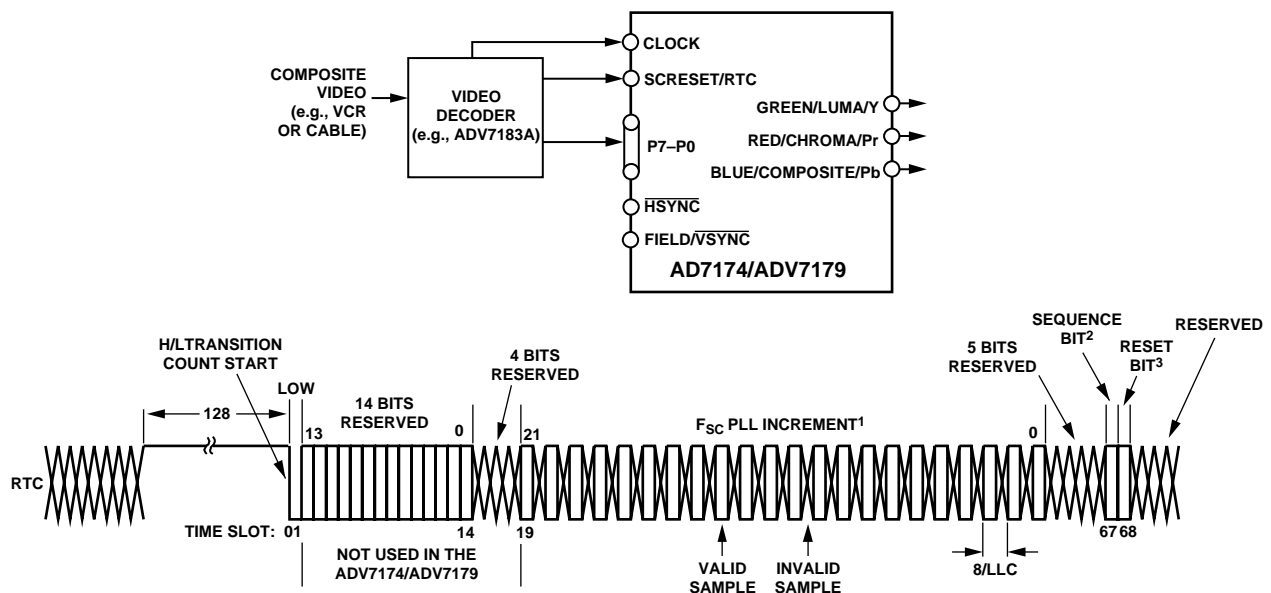 CLOCK
COMPOSITE
VIDEO
(e.g., VCR
OR CABLE)
VIDEO
DECODER
(e.g., ADV7183A)
SCRESET/RTC
P7–P0
HSYNC
FIELD/VSYNC
GREEN/LUMA/Y
RED/CHROMA/Pr
BLUE/COMPOSITE/Pb
AD7174/ADV7179
H/LTRANSITION
COUNT START
LOW
128
13
14 BITS
RESERVED
0
4 BITS
RESERVED
21
FSC PLL INCREMENT1
0
5 BITS
RESERVED
SEQUENCE
BIT2
RESET
BIT3
RESERVED
RTC
TIME SLOT: 01
14
19
67 68
NOT USED IN THE
ADV7174/ADV7179
VALID
SAMPLE
INVALID
SAMPLE
8/LLC